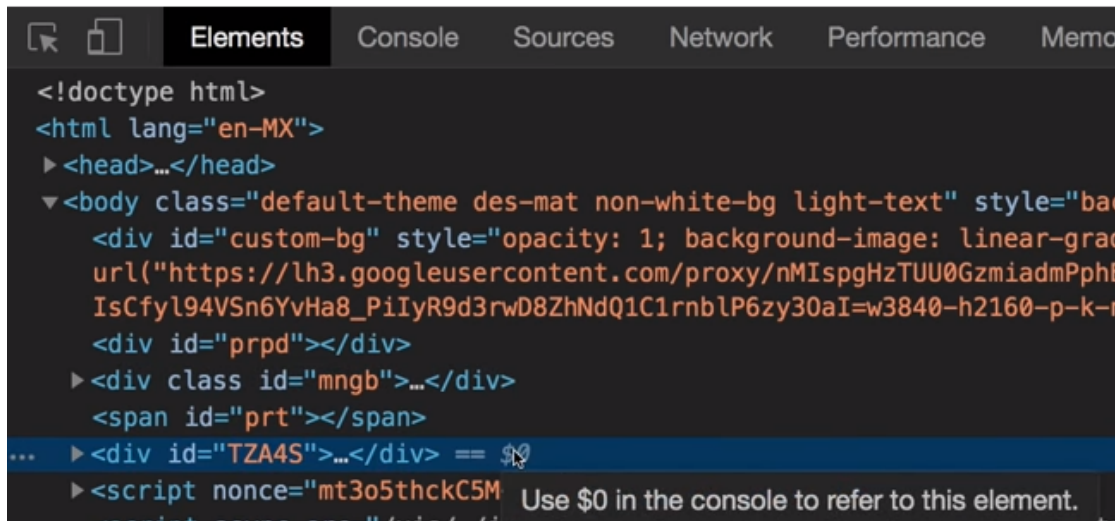 Elements Console Sources Network Performance Memo
<!doctype html>
<html lang="en-MX">
▶<head>…</head>
▼<body class="default-theme des-mat non-white-bg light-text" style="bac
<div id="custom-bg" style="opacity: 1; background-image: linear-grad
url("https://lh3.googleusercontent.com/proxy/nMIspgHzTUU0GzmiadmPph
IsCfyl94VSn6YvHa8_PiIyR9d3rwD8ZhNdQ1C1rnblP6zy3OaI=w3840-h2160-p-k-n
<div id="prpd"></div>
▶<div class id="mngb">…</div>
<span id="prt"></span>
… ▶<div id="TZA4S">…</div> == $0
▶<script nonce="mt3o5thckC5M
Use $0 in the console to refer to this element.